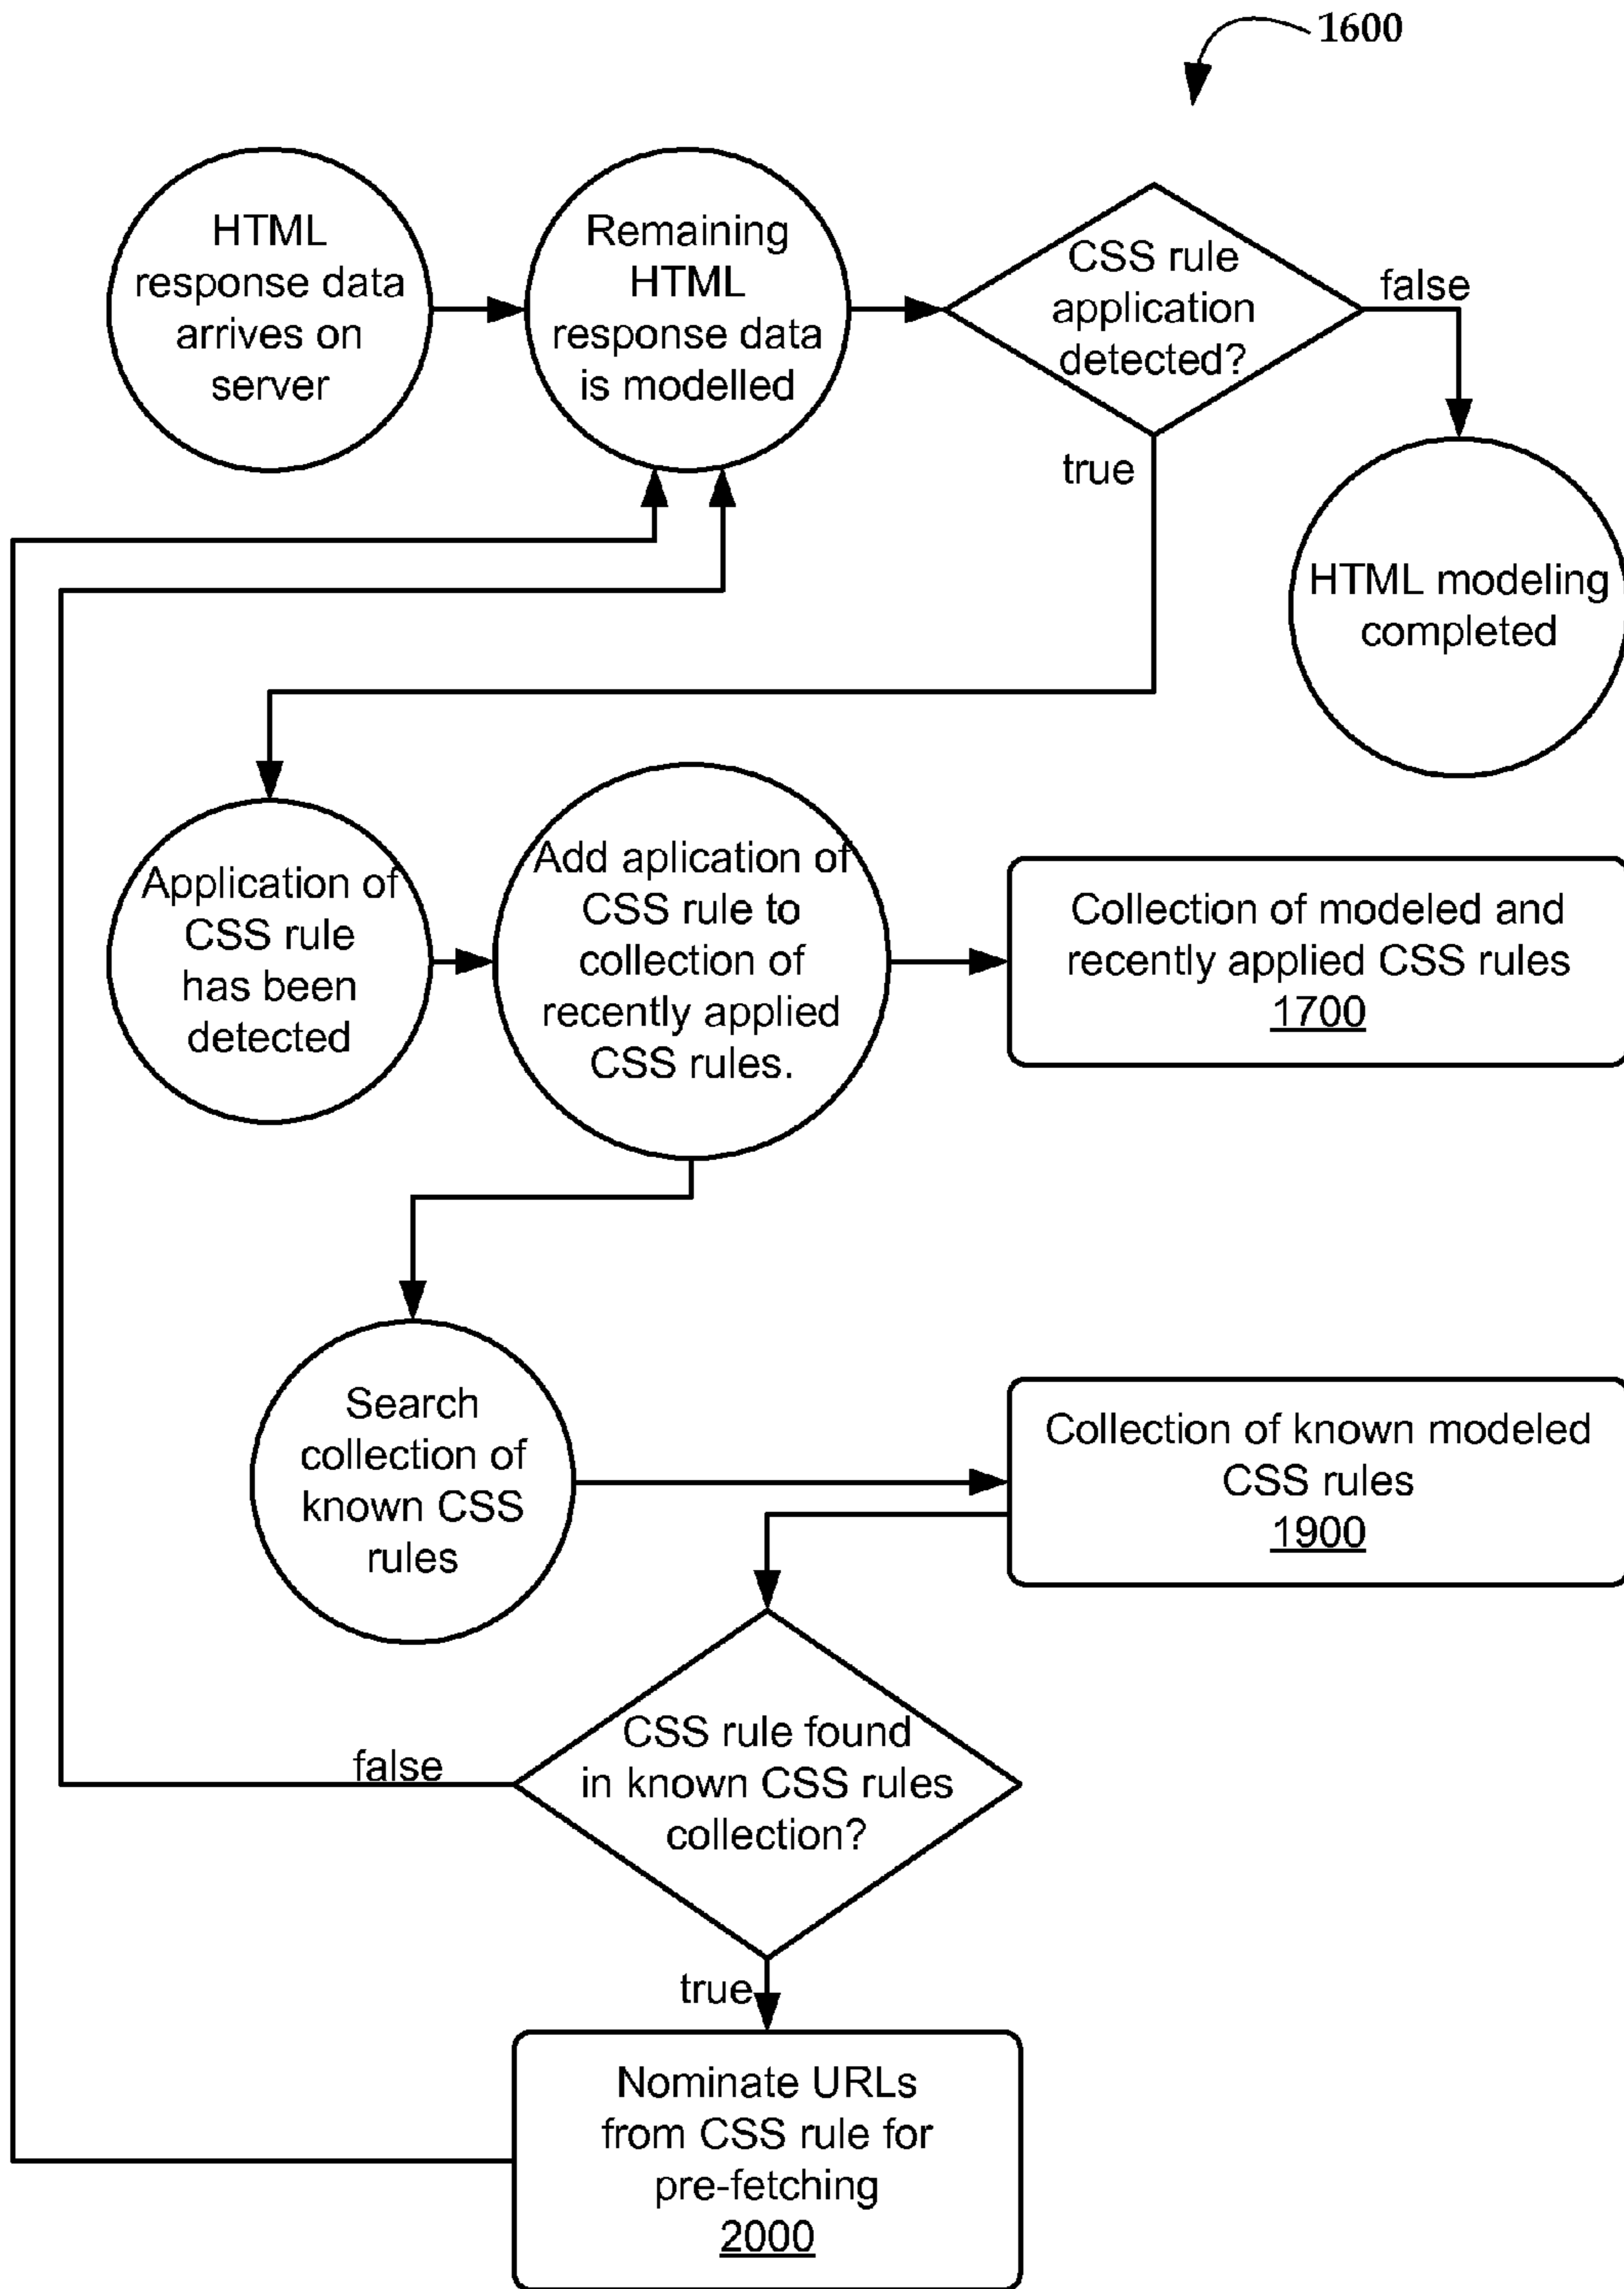 1600
HTML
response data
arrives on
server
Remaining
HTML
response data
is modelled
CSS rule
application
detected?
false
true
HTML modeling
completed
Application of
CSS rule
has been
detected
Add aplication of
CSS rule to
collection of
recently applied
CSS rules.
Collection of modeled and
recently applied CSS rules
1700
Search
collection of
known CSS
rules
Collection of known modeled
CSS rules
1900
CSS rule found
in known CSS rules
collection?
false
true
Nominate URLs
from CSS rule for
pre-fetching
2000